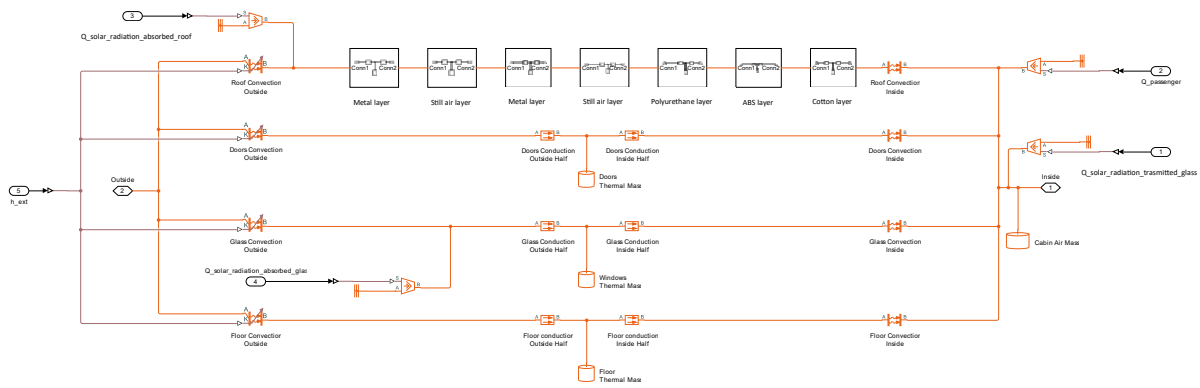 3
S
A
B
Q_solar_radiation_absorbed_roof
A
K
B
Roof Convection
Outside
Conn1 Conn2
Metal layer
Conn1 Conn2
Still air layer
Conn1 Conn2
Metal layer
Conn1 Conn2
Still air layer
Conn1 Conn2
Polyurethane layer
Conn1 Conn2
ABS layer
Conn1 Conn2
Cotton layer
A B
Roof Convection
Inside
A
B
S
2
Q_passenger
A
K
B
Doors Convection
Outside
A B
Doors Conduction
Outside Half
A B
Doors Conduction
Inside Half
Doors
Thermal Mass
A B
Doors Convection
Inside
A
B
S
1
Q_solar_radiation_trasmitted_glass
5
h_ext
Outside
2
Inside
1
Cabin Air Mass
A
K
B
Glass Convection
Outside
A B
Glass Conduction
Outside Half
A B
Glass Conduction
Inside Half
Windows
Thermal Mass
A B
Glass Convection
Inside
Q_solar_radiation_absorbed_glas
4
S
A
B
A
K
B
Floor Convection
Outside
A B
Floor conduction
Outside Half
A B
Floor conduction
Inside Half
Floor
Thermal Mass
A B
Floor Convection
Inside